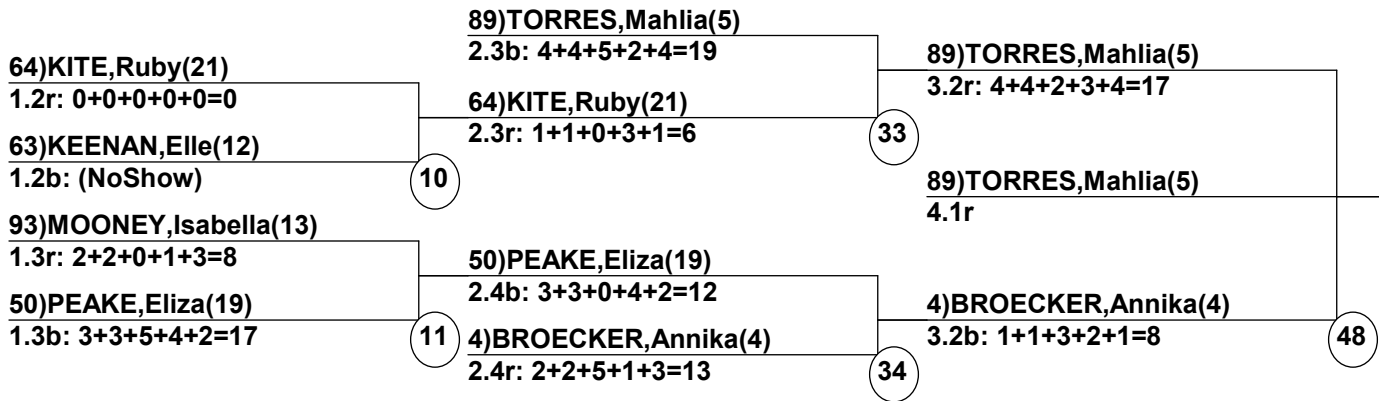 64)KITE,Ruby(21)
1.2r: 0+0+0+0+0=0
63)KEENAN,Elle(12)
1.2b: (NoShow)
10
93)MOONEY,Isabella(13)
1.3r: 2+2+0+1+3=8
50)PEAKE,Eliza(19)
1.3b: 3+3+5+4+2=17
11
89)TORRES,Mahlia(5)
2.3b: 4+4+5+2+4=19
64)KITE,Ruby(21)
2.3r: 1+1+0+3+1=6
33
50)PEAKE,Eliza(19)
2.4b: 3+3+0+4+2=12
4)BROECKER,Annika(4)
2.4r: 2+2+5+1+3=13
34
89)TORRES,Mahlia(5)
3.2r: 4+4+2+3+4=17
89)TORRES,Mahlia(5)
4.1r
4)BROECKER,Annika(4)
3.2b: 1+1+3+2+1=8
48